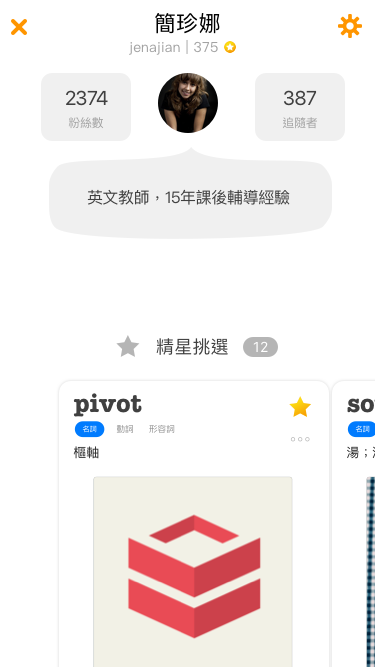 簡珍娜
jenajian | 375
2374
粉絲數
387
追隨者
英文教師，15年課後輔導經驗
精星挑選 12
pivot
名詞 動詞 形容詞
樞軸
so
名詞
湯；